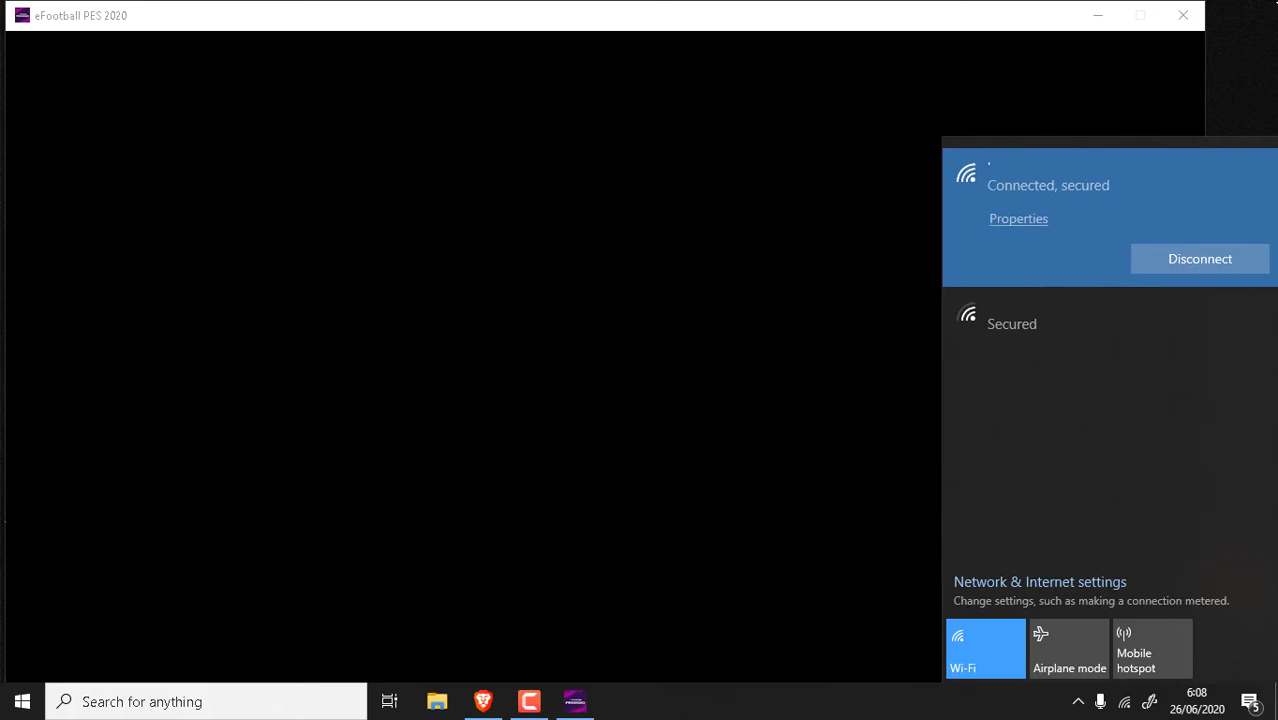 eFootball PES 2020
Connected, secured
Properties
Disconnect
Secured
Network & Internet settings
Change settings, such as making a connection metered.
Wi-Fi
Airplane mode
Mobile
hotspot
Search for anything
6:08
26/06/2020
5